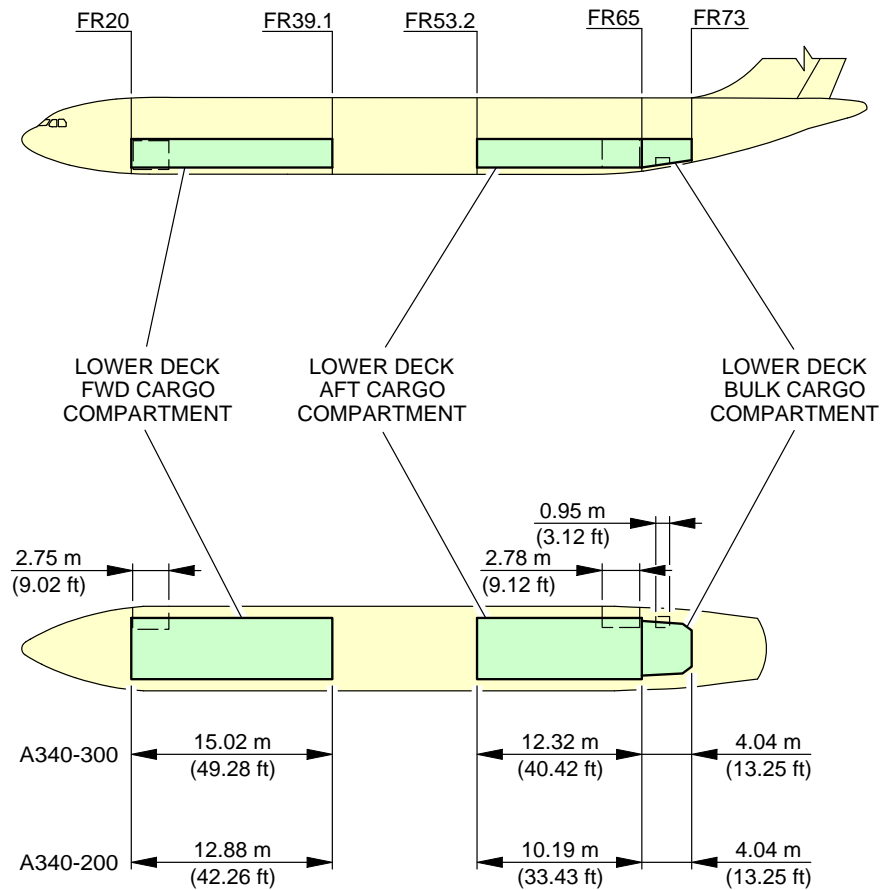 FR20
FR39.1
FR53.2
FR65
FR73
LOWER DECK
FWD CARGO
COMPARTMENT
LOWER DECK
AFT CARGO
COMPARTMENT
LOWER DECK
BULK CARGO
COMPARTMENT
0.95 m
(3.12 ft)
2.75 m
(9.02 ft)
2.78 m
(9.12 ft)
A340-300
15.02 m
(49.28 ft)
12.32 m
(40.42 ft)
4.04 m
(13.25 ft)
A340-200
12.88 m
(42.26 ft)
10.19 m
(33.43 ft)
4.04 m
(13.25 ft)